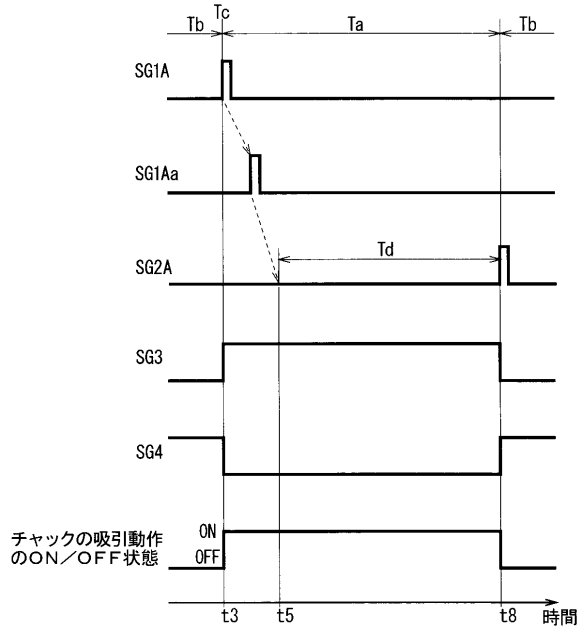 Tc
Tb Ta Tb
SG1A
SG1Aa
Td
SG2A
SG3
SG4
チャックの吸引動作
のON/OFF状態
ON
OFF
t3 t5 t8 時間